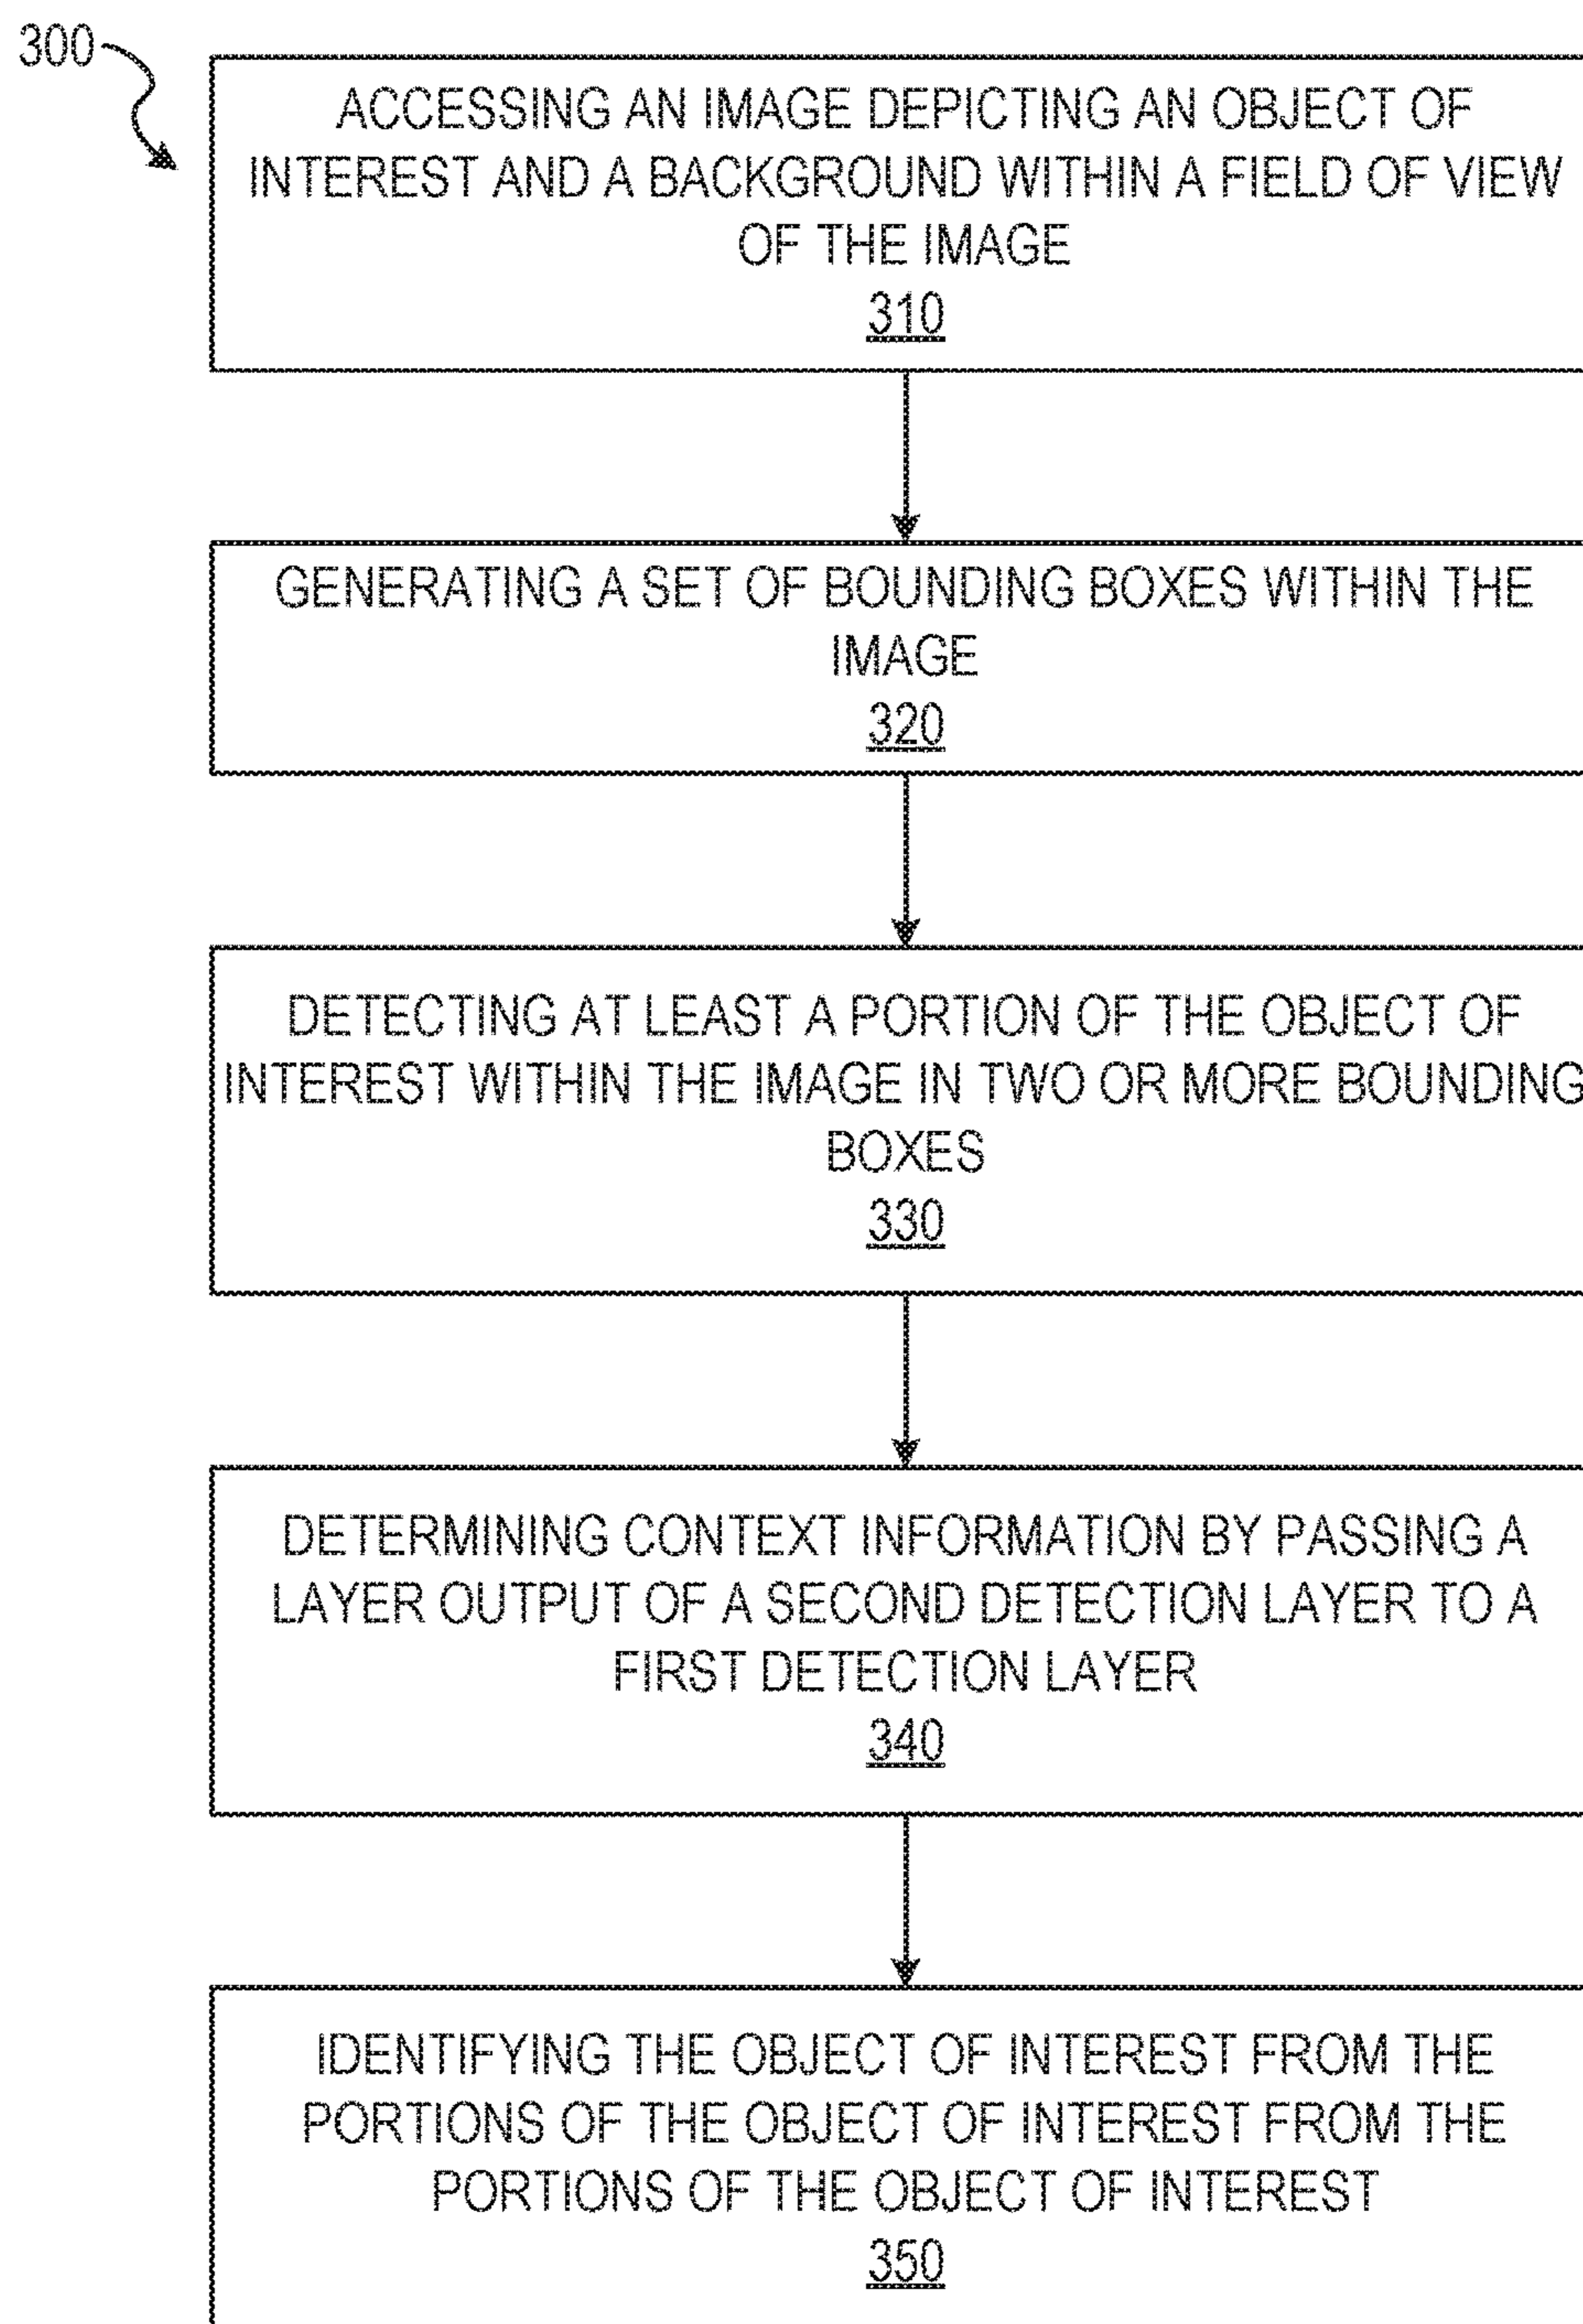 300
ACCESSING AN IMAGE DEPICTING AN OBJECT OF
INTEREST AND A BACKGROUND WITHIN A FIELD OF VIEW
OF THE IMAGE
310
GENERATING A SET OF BOUNDING BOXES WITHIN THE
IMAGE
320
DETECTING AT LEAST A PORTION OF THE OBJECT OF
INTEREST WITHIN THE IMAGE IN TWO OR MORE BOUNDING
BOXES
330
DETERMINING CONTEXT INFORMATION BY PASSING A
LAYER OUTPUT OF A SECOND DETECTION LAYER TO A
FIRST DETECTION LAYER
340
IDENTIFYING THE OBJECT OF INTEREST FROM THE
PORTIONS OF THE OBJECT OF INTEREST FROM THE
PORTIONS OF THE OBJECT OF INTEREST
350